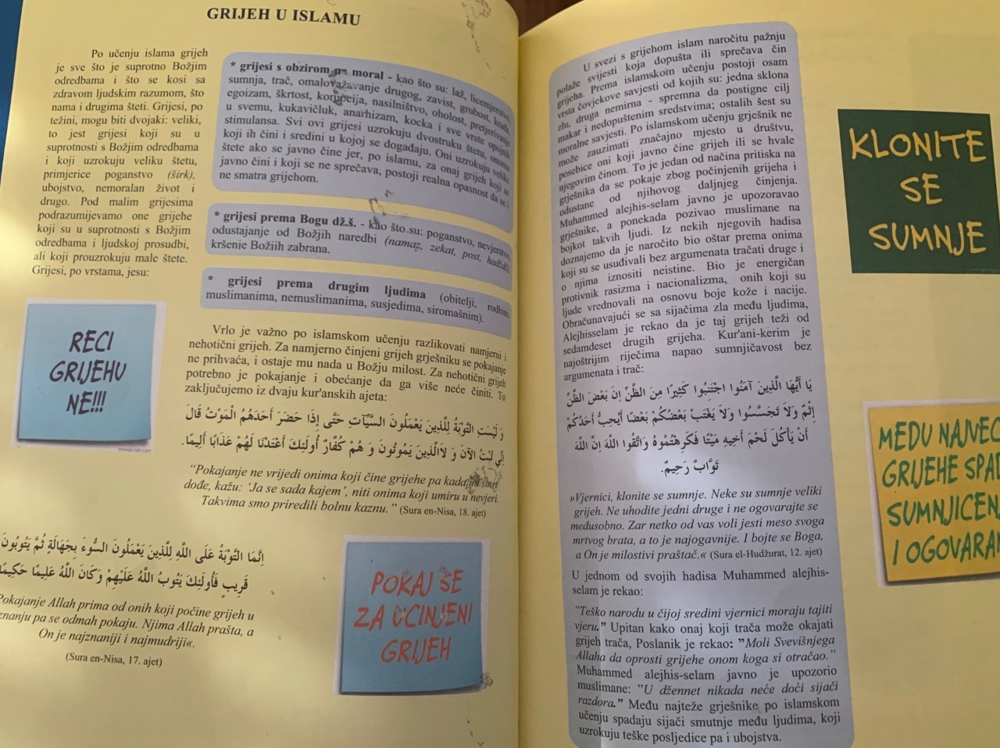 GRIJEH U ISLAMU
Po učenju islama grijeh
je sve što je suprotno Božjim
odredbama i što se kosi sa
zdravom ljudskim razumom, što
nama i drugima šteti. Grijesi, po
težini, mogu biti dvojaki: veliki,
to jest grijesi koji su u
suprotnosti s Božjim odredbama
i koji uzrokuju veliku štetu,
primjerice poganstvo (širk),
ubojstvo, nemoralan život i
drugo. Pod malim grijesima
podrazumijevamo one grijehe
koji su u suprotnosti s Božjim
odredbama i ljudskoj prosudbi,
ali koji prouzrokuju male štete.
Grijesi, po vrstama, jesu:
* grijesi s obzirom na moral - kao što su: laž, licemjerstvo,
sumnja, trač, omalovažavanje drugog, zavist, grubost, krađa,
egoizam, škrtost, korupcija, nasilništvo, oholost, pretjerivanje
u svemu, kukavičluk, anarhizam, kocka i sve vrste opojnih
stimulansa. Svi ovi grijesi uzrokuju dvostruku štetu, onomu
koji ih čini i sredini u kojoj se događaju. Oni uzrokuju velike
štete ako se javno čine jer, po islamu, za onaj grijeh koji se
javno čini i koji se ne sprečava, postoji realna opasnost da se i
ne smatra grijehom.
* grijesi prema Bogu dž.š. - kao što su: poganstvo, nevjerstvo,
odustajanje od Božjih naredbi (namaz, zekat, post, hadždž),
kršenje Božjih zabrana.
* grijesi prema drugim ljudima (obitelji, rodbini,
muslimanima, nemuslimanima, susjedima, siromašnim).
RECI
GRIJEHU
NE!!!
Vrlo je važno po islamskom učenju razlikovati namjerni i
nehotični grijeh. Za namjerno činjeni grijeh grješniku se pokajanje
ne prihvaća, i ostaje mu nada u Božju milost. Za nehotični grijeh
potrebno je pokajanje i obećanje da ga više neće činiti. To
zaključujemo iz dvaju kur'anskih ajeta:
وَ لَيْسَتِ التَّوْبَةُ لِلَّذِينَ يَعْمَلُونَ السَّيِّآتِ حَتَّى إِذَا حَضَرَ أَحَدَهُمُ الْمَوْتُ قَالَ
إِنِّي تُبْتُ الآنَ وَ لاَالَّذِينَ يَمُوتُونَ وَ هُمْ كُفَّارٌ أُولَئِكَ أَعْتَدْنَا لَهُمْ عَذَابًا أَلِيمًا.
“Pokajanje ne vrijedi onima koji čine grijehe pa kada im smrt
dođe, kažu: ‘Ja se sada kajem’, niti onima koji umiru u nevjeri.
Takvima smo priredili bolnu kaznu.” (Sura en-Nisa, 18. ajet)
إِنَّمَا التَّوْبَةُ عَلَى اللَّهِ لِلَّذِينَ يَعْمَلُونَ السُّوءَ بِجَهَالَةٍ ثُمَّ يَتُوبُونَ
قَرِيبٍ فَأُولَئِكَ يَتُوبُ اللَّهُ عَلَيْهِمْ وَكَانَ اللَّهُ عَلِيمًا حَكِيمًا
Pokajanje Allah prima od onih koji počine grijeh u
znanju pa se odmah pokaju. Njima Allah prašta, a
On je najznaniji i najmudriji«.
(Sura en-Nisa, 17. ajet)
POKAJ SE
ZA UČINJENI
GRIJEH
U svezi s grijehom islam naročitu pažnju
polaže svijesti koja dopušta ili sprečava čin
grijeha. Prema islamskom učenju postoji osam
vrsta čovjekove savjesti od kojih su: jedna sklona
zlu, druga nemirna - spremna da postigne cilj
makar i nedopuštenim sredstvima; ostalih šest su
moralne savjesti. Po islamskom učenju grješnik ne
može zauzimati značajno mjesto u društvu,
posebice oni koji javno čine grijeh ili se hvale
njegovim činom. To je jedan od načina pritiska na
grješnika da se pokaje zbog počinjenih grijeha i
odustane od njihovog daljnjeg činjenja.
Muhammed alejhis-selam javno je upozoravao
grješnike, a ponekada pozivao muslimane na
bojkot takvih ljudi. Iz nekih njegovih hadisa
doznajemo da je naročito bio oštar prema onima
koji su se usuđivali bez argumenata tračati druge i
o njima iznositi neistine. Bio je energičan
protivnik rasizma i nacionalizma, onih koji su
ljude vrednovali na osnovu boje kože i nacije.
Obračunavajući se sa sijačima zla među ljudima,
Alejhisselam je rekao da je taj grijeh teži od
sedamdeset drugih grijeha. Kur'ani-kerim je
najoštrijim riječima napao sumnjičavost bez
argumenata i trač:
يَا أَيُّهَا الَّذِينَ آمَنُوا اجْتَنِبُوا كَثِيرًا مِنَ الظَّنِّ إِنَّ بَعْضَ الظَّنِّ
إِثْمٌ وَلاَ تَجَسَّسُوا وَلاَ يَغْتَبْ بَعْضُكُمْ بَعْضًا أَيُحِبُّ أَحَدُكُمْ
أَنْ يَأْكُلَ لَحْمَ أَخِيهِ مَيْتًا فَكَرِهْتُمُوهُ وَاتَّقُوا اللَّهَ إِنَّ اللَّهَ
تَوَّابٌ رَحِيمٌ.
»Vjernici, klonite se sumnje. Neke su sumnje veliki
grijeh. Ne uhodite jedni druge i ne ogovarajte se
međusobno. Zar netko od vas voli jesti meso svoga
mrtvog brata, a to je najogavnije. I bojte se Boga,
a On je milostivi praštač.« (Sura el-Hudžurat, 12. ajet)
U jednom od svojih hadisa Muhammed alejhis-
selam je rekao:
”Teško narodu u čijoj sredini vjernici moraju tajiti
vjeru.” Upitan kako onaj koji trača može okajati
grijeh trača, Poslanik je rekao: ”Moli Svevišnjega
Allaha da oprosti grijehe onom koga si otračao.”
Muhammed alejhis-selam javno je upozorio
muslimane: ”U džennet nikada neće doći sijači
razdora.” Među najteže grješnike po islamskom
učenju spadaju sijači smutnje među ljudima, koji
uzrokuju teške posljedice pa i ubojstva.
KLONITE
SE
SUMNJE
MEĐU NAJVEĆ
GRIJEHE SPAD
SUMNJIČEN
I OGOVARA